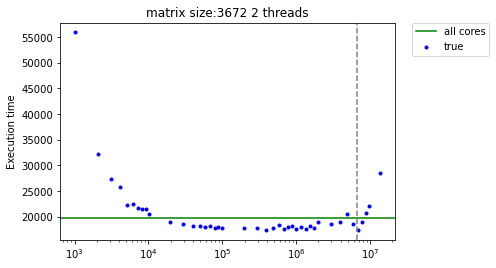 matrix size:3672 2 threads
all cores
true
Execution time
55000
50000
45000
40000
35000
30000
25000
20000
10³ 10⁴ 10⁵ 10⁶ 10⁷